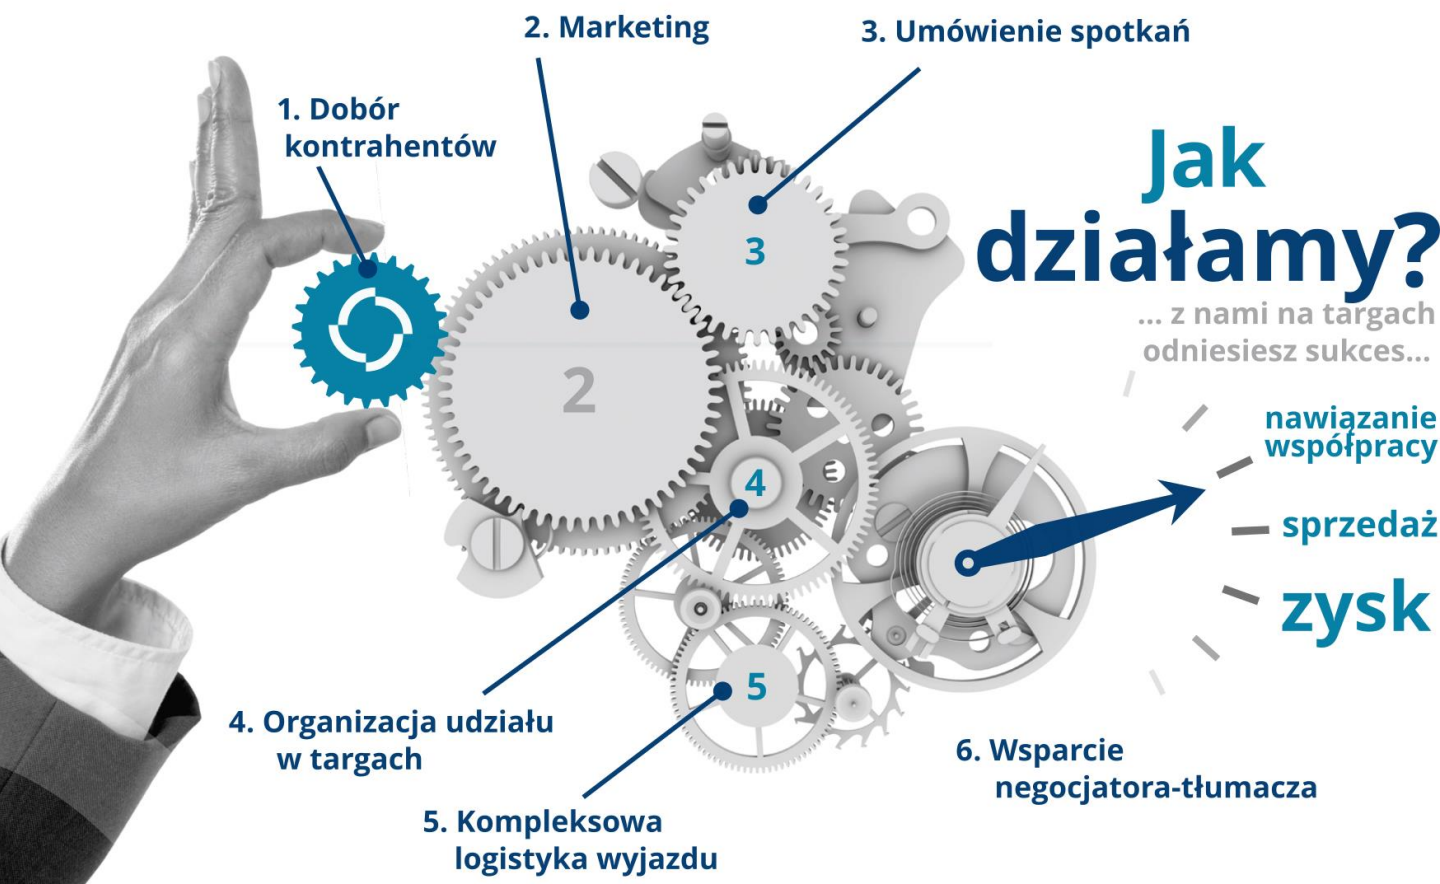 2. Marketing
3. Umówienie spotkań
1. Dobór
kontrahentów
Jak
działamy?
... z nami na targach
odniesiesz sukces...
3
2
4
5
nawiązanie
współpracy
sprzedaż
zysk
4. Organizacja udziału
w targach
5. Kompleksowa
logistyka wyjazdu
6. Wsparcie
negocjatora-tłumacza